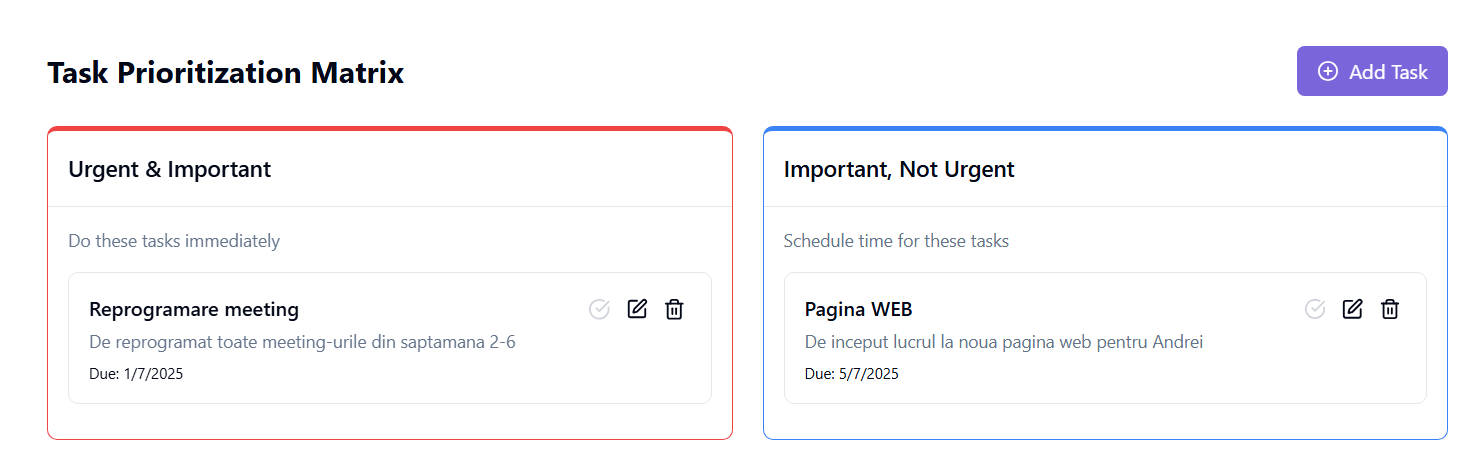 Task Prioritization Matrix
Add Task
Urgent & Important
Do these tasks immediately
Reprogramare meeting
De reprogramat toate meeting-urile din saptamana 2-6
Due: 1/7/2025
Important, Not Urgent
Schedule time for these tasks
Pagina WEB
De inceput lucrul la noua pagina web pentru Andrei
Due: 5/7/2025